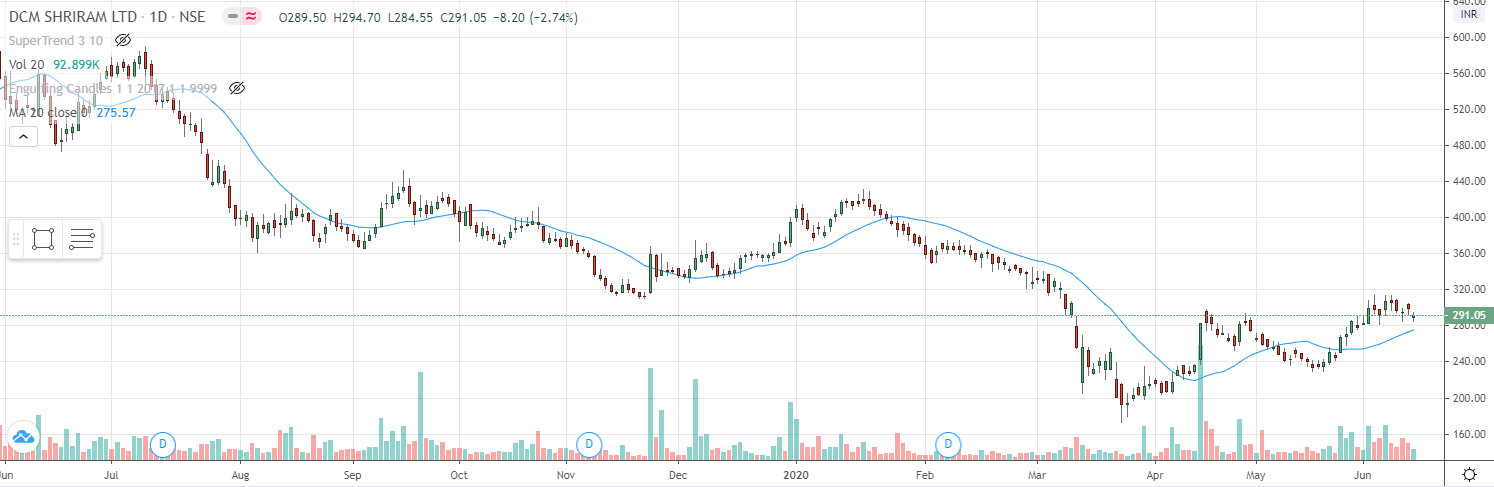 DCM SHRIRAM LTD · 1D · NSE O289.50 H294.70 L284.55 C291.05 −8.20 (−2.74%)
SuperTrend 3 10
Vol 20 92.899K
Engulfing Candles 1 1 2017 1 1 9999
MA 20 close 0 275.57
640.00
INR
600.00
560.00
520.00
480.00
440.00
400.00
360.00
320.00
291.05
280.00
240.00
200.00
160.00
D D D
Jun Jul Aug Sep Oct Nov Dec 2020 Feb Mar Apr May Jun